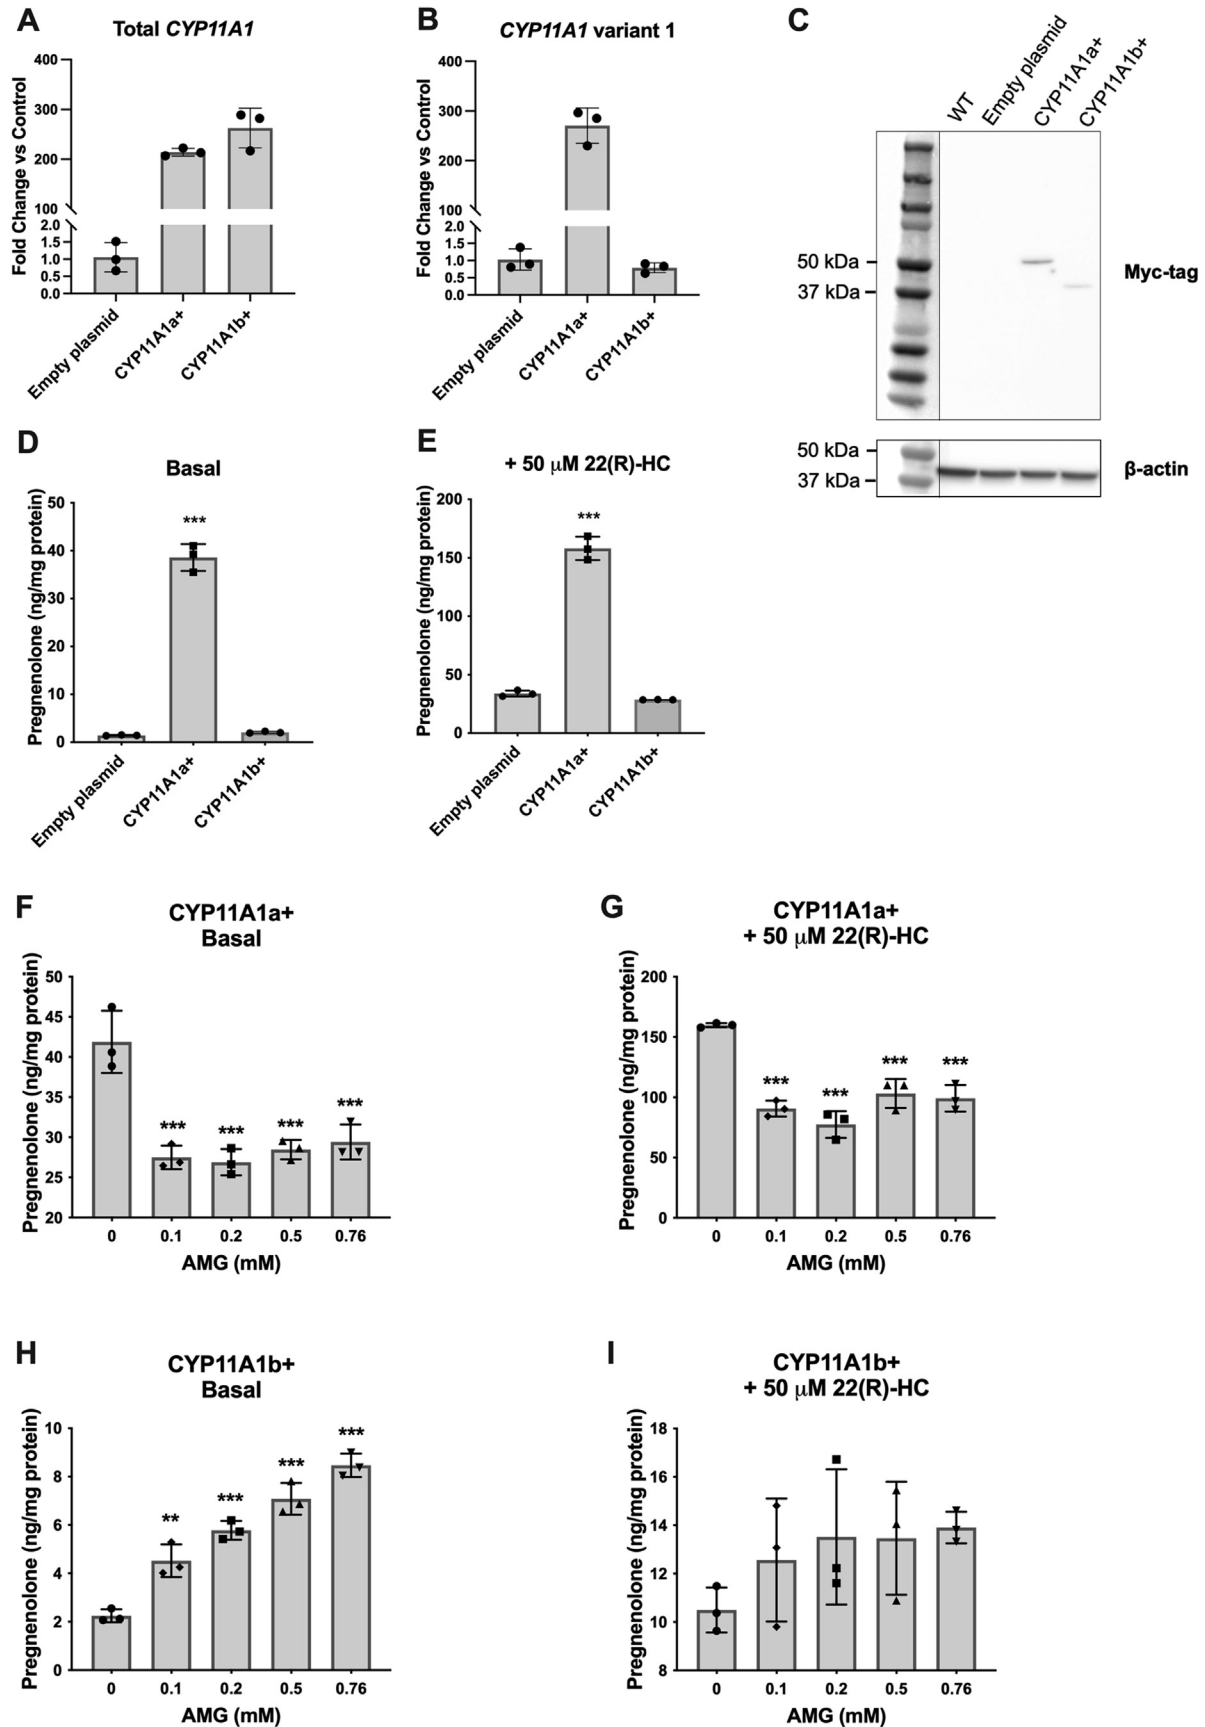 A
Total CYP11A1
Fold Change vs Control
400
300
200
100
2.0
1.5
1.0
0.5
0.0
Empty plasmid
CYP11A1a+
CYP11A1b+
B
CYP11A1 variant 1
Fold Change vs Control
400
300
200
100
2.0
1.5
1.0
0.5
0.0
Empty plasmid
CYP11A1a+
CYP11A1b+
C
WT
Empty plasmid
CYP11A1a+
CYP11A1b+
50 kDa
37 kDa
Myc-tag
50 kDa
37 kDa
β-actin
D
Basal
Pregnenolone (ng/mg protein)
50
40
30
20
10
0
***
Empty plasmid
CYP11A1a+
CYP11A1b+
E
+ 50 μM 22(R)-HC
Pregnenolone (ng/mg protein)
200
150
100
50
0
***
Empty plasmid
CYP11A1a+
CYP11A1b+
F
CYP11A1a+
Basal
Pregnenolone (ng/mg protein)
50
45
40
35
30
25
20
*** *** *** ***
0 0.1 0.2 0.5 0.76
AMG (mM)
G
CYP11A1a+
+ 50 μM 22(R)-HC
Pregnenolone (ng/mg protein)
200
150
100
50
0
*** *** *** ***
0 0.1 0.2 0.5 0.76
AMG (mM)
H
CYP11A1b+
Basal
Pregnenolone (ng/mg protein)
10
8
6
4
2
0
** *** *** ***
0 0.1 0.2 0.5 0.76
AMG (mM)
I
CYP11A1b+
+ 50 μM 22(R)-HC
Pregnenolone (ng/mg protein)
18
16
14
12
10
8
0 0.1 0.2 0.5 0.76
AMG (mM)